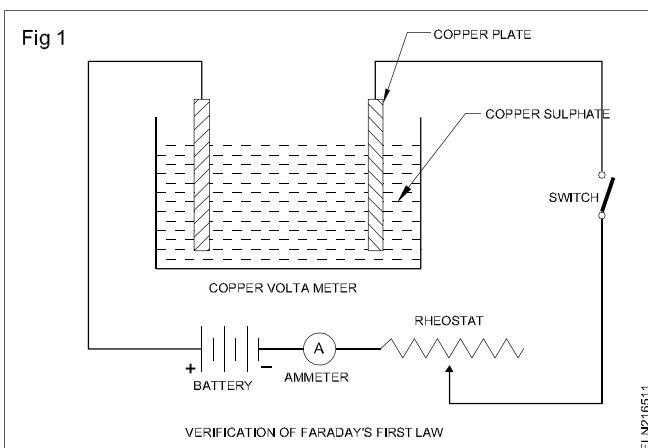 Fig 1
COPPER PLATE
COPPER SULPHATE
SWITCH
COPPER VOLTA METER
RHEOSTAT
A
+
–
BATTERY
AMMETER
VERIFICATION OF FARADAY'S FIRST LAW
ELN216511